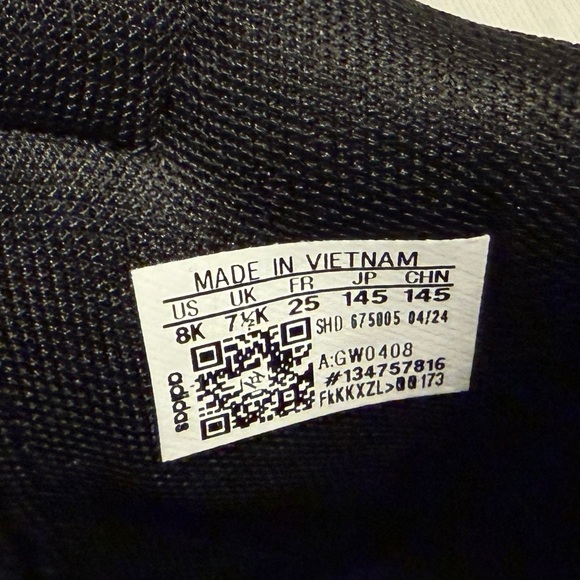 MADE IN VIETNAM
US UK FR JP CHN
8K 7½K 25 145 145
SHD 675005 04/24
A:GW0408
#134757816
FKKKXZL>00173
adidas